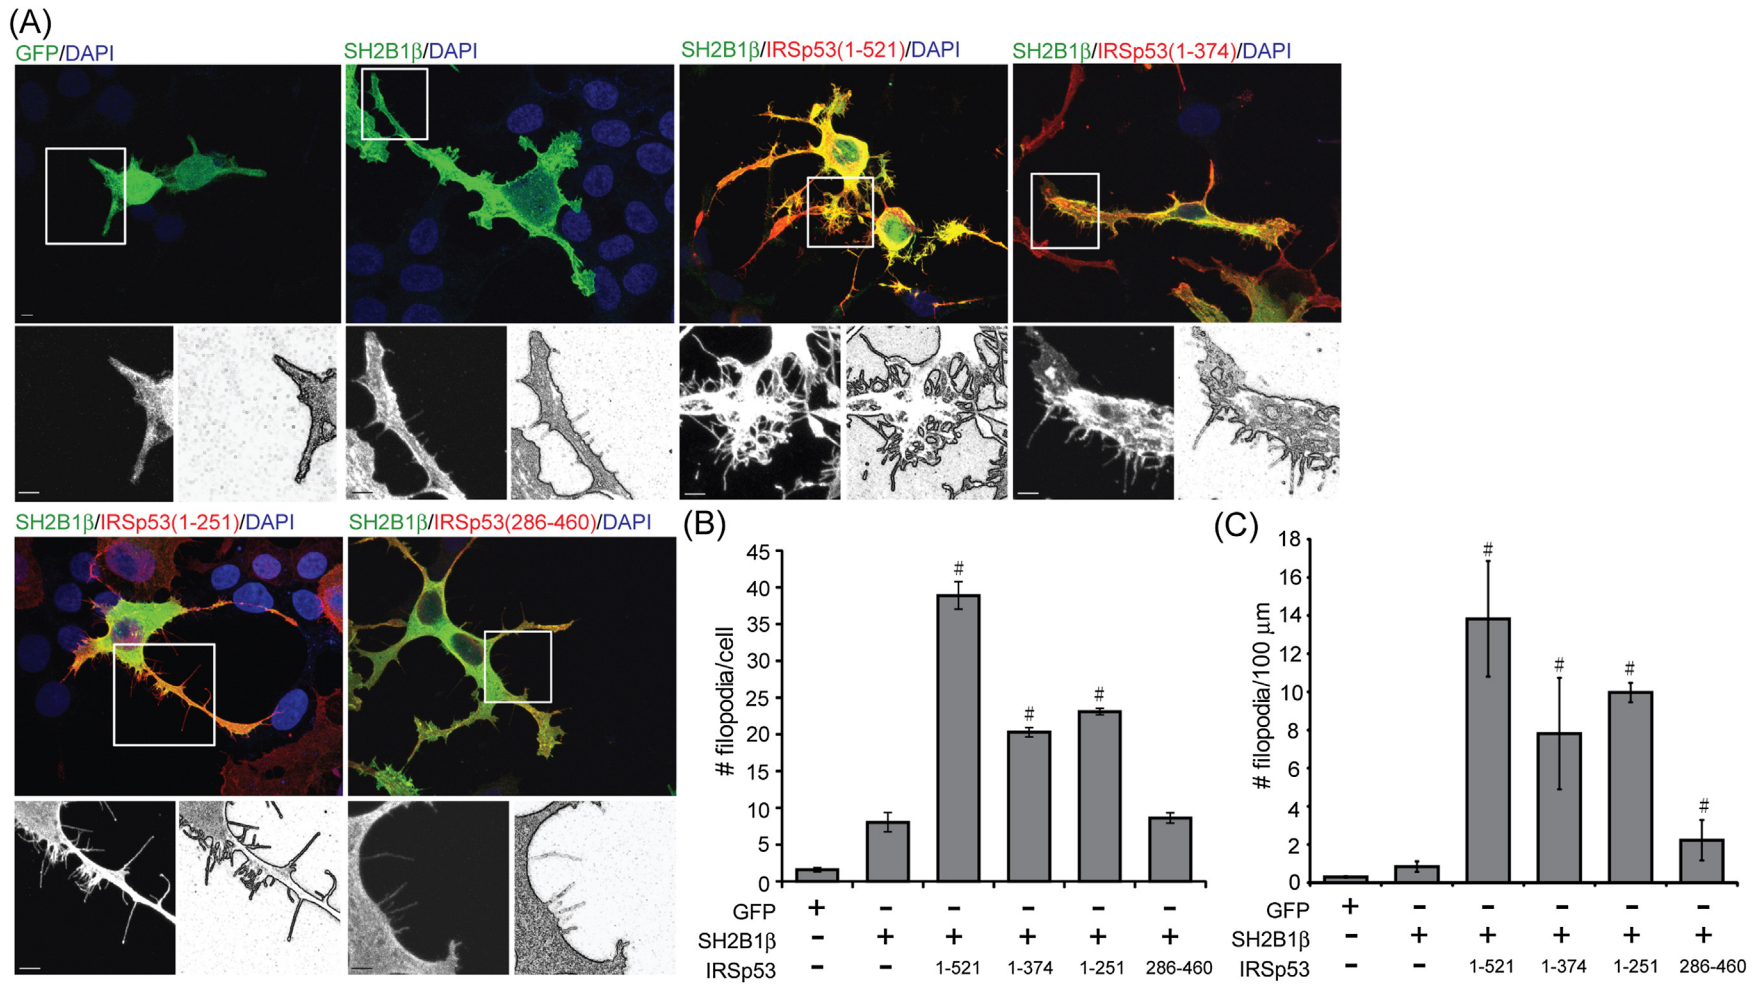 (A)
GFP/DAPI
SH2B1β/DAPI
SH2B1β/IRSp53(1-521)/DAPI
SH2B1β/IRSp53(1-374)/DAPI
SH2B1β/IRSp53(1-251)/DAPI
SH2B1β/IRSp53(286-460)/DAPI
(B)
# filopodia/cell
45
40
35
30
25
20
15
10
5
0
#
#
#
GFP + - - - - -
SH2B1β - + + + + +
IRSp53 - - 1-521 1-374 1-251 286-460
(C)
# filopodia/100 µm
18
16
14
12
10
8
6
4
2
0
#
#
#
#
GFP + - - - - -
SH2B1β - + + + + +
IRSp53 - - 1-521 1-374 1-251 286-460